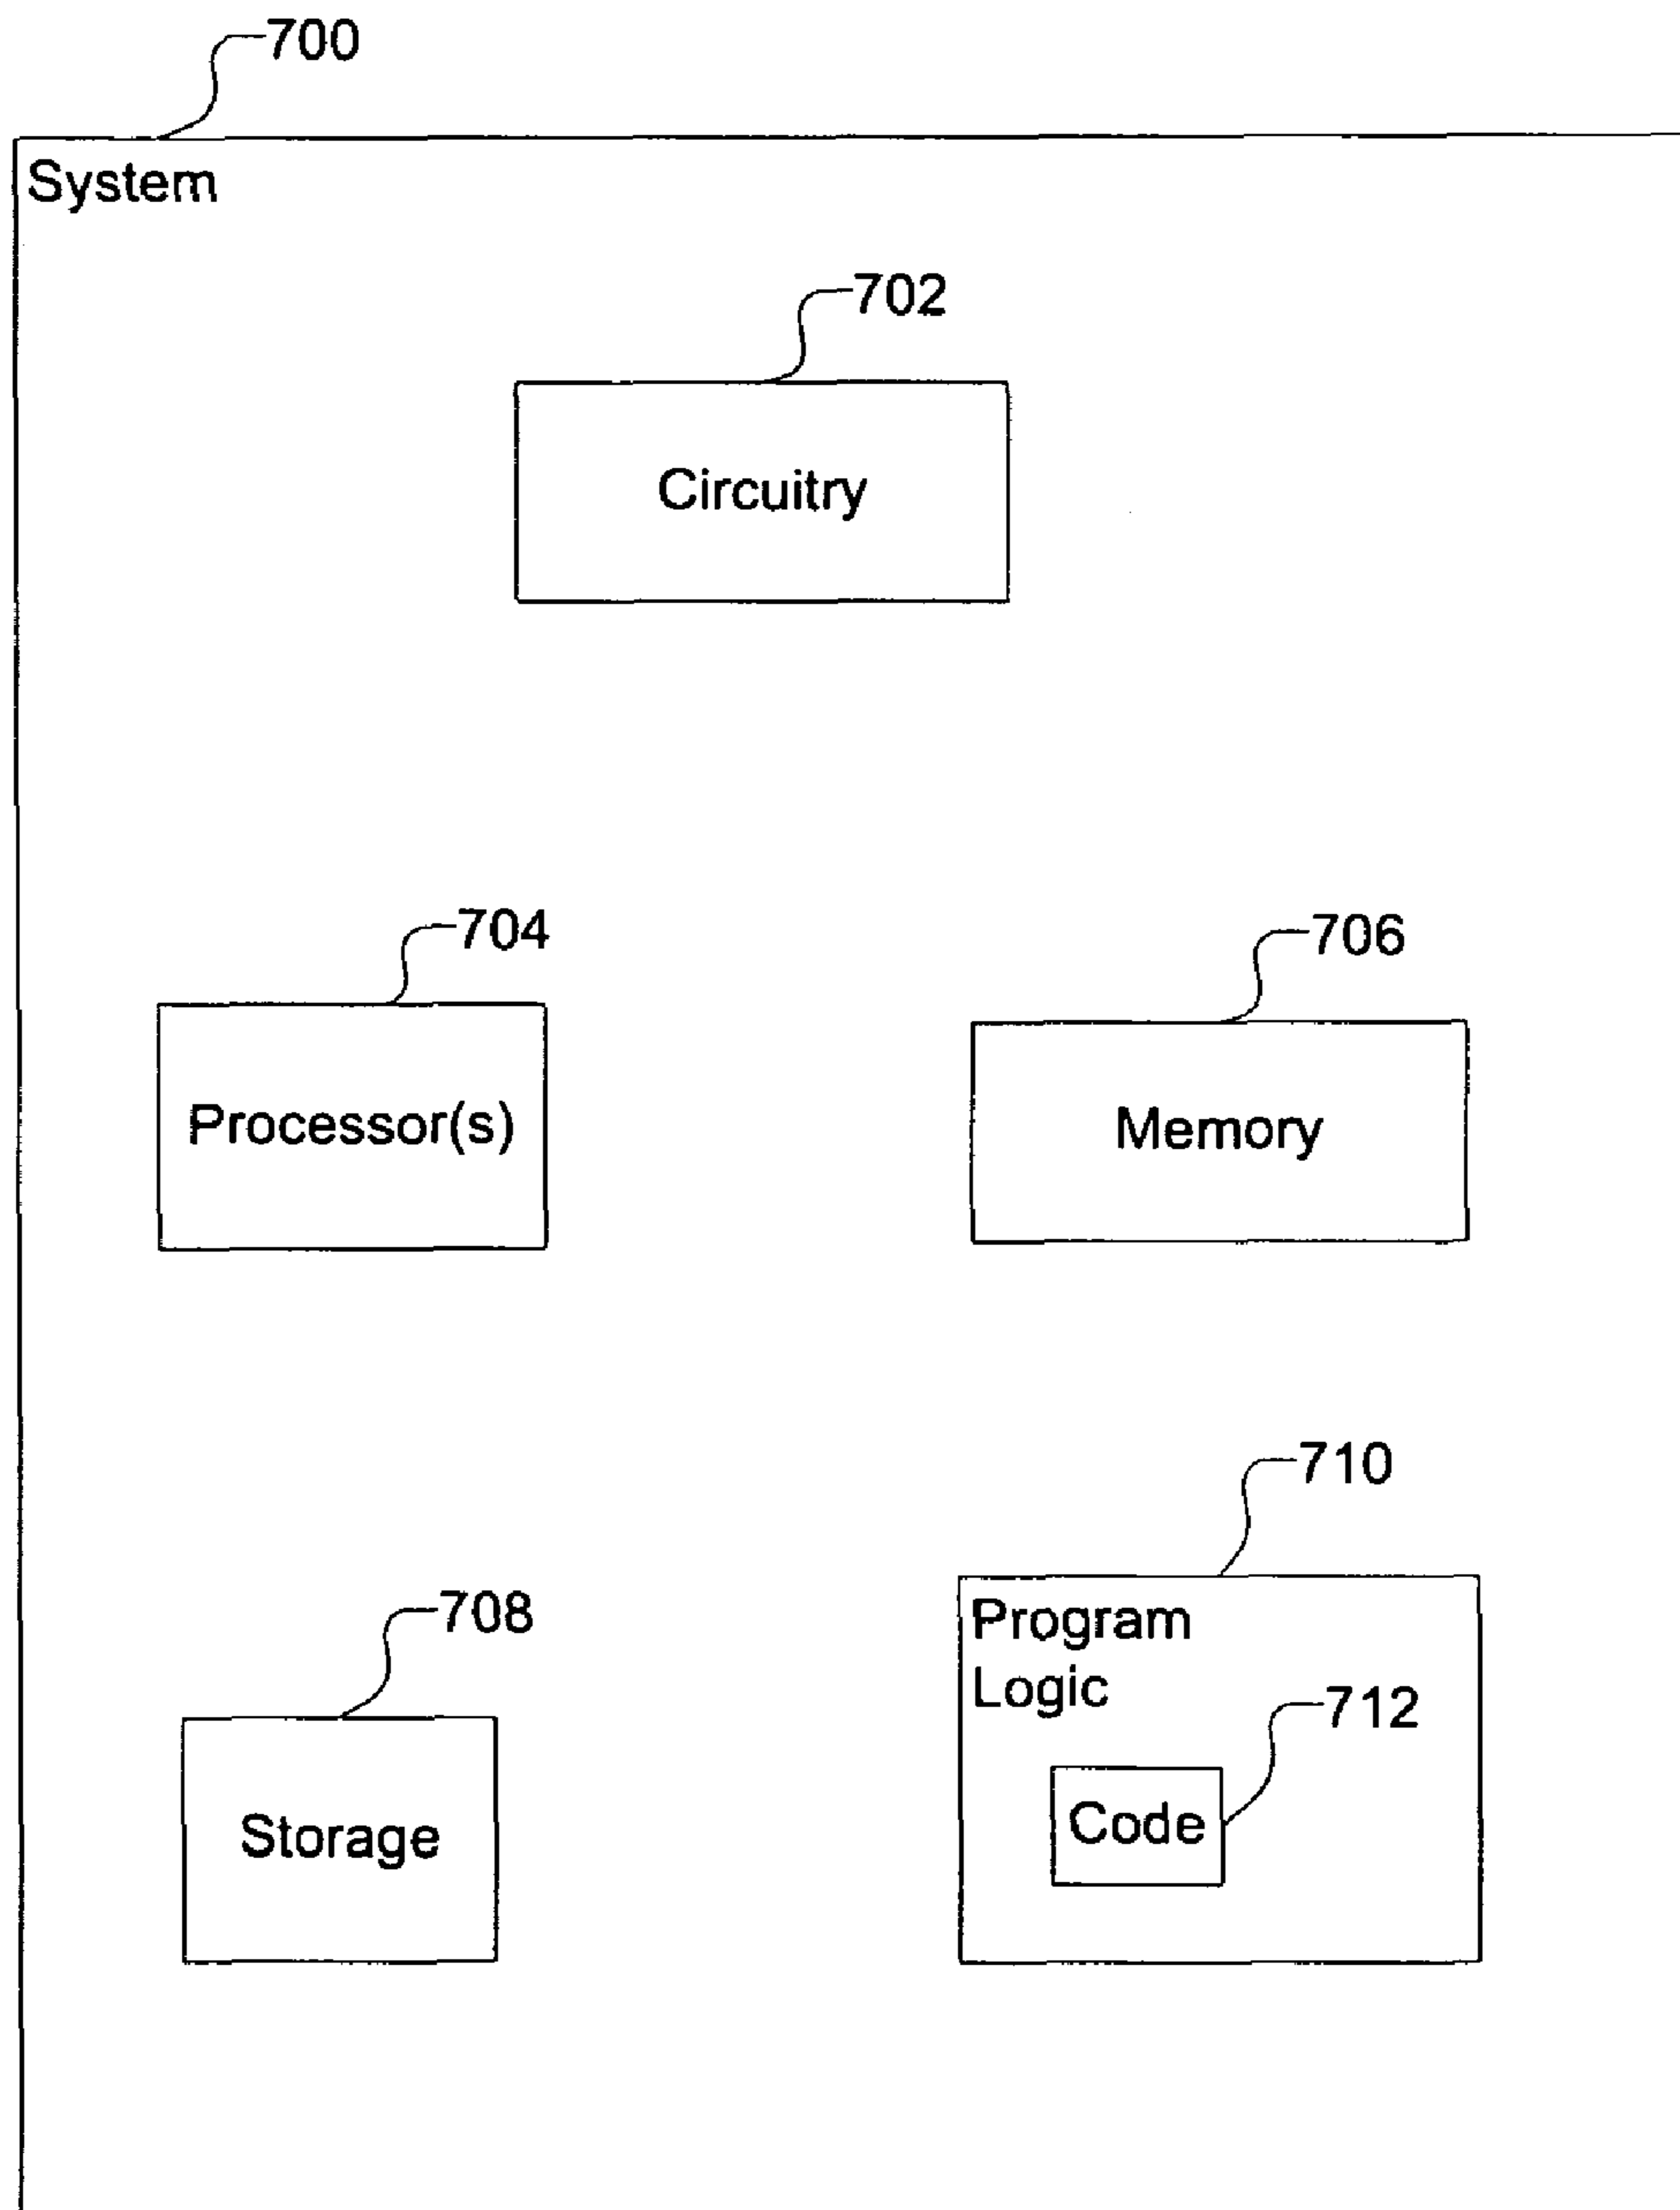 700
System
702
Circuitry
704
706
Processor(s)
Memory
710
708
Program
Logic
712
Code
Storage